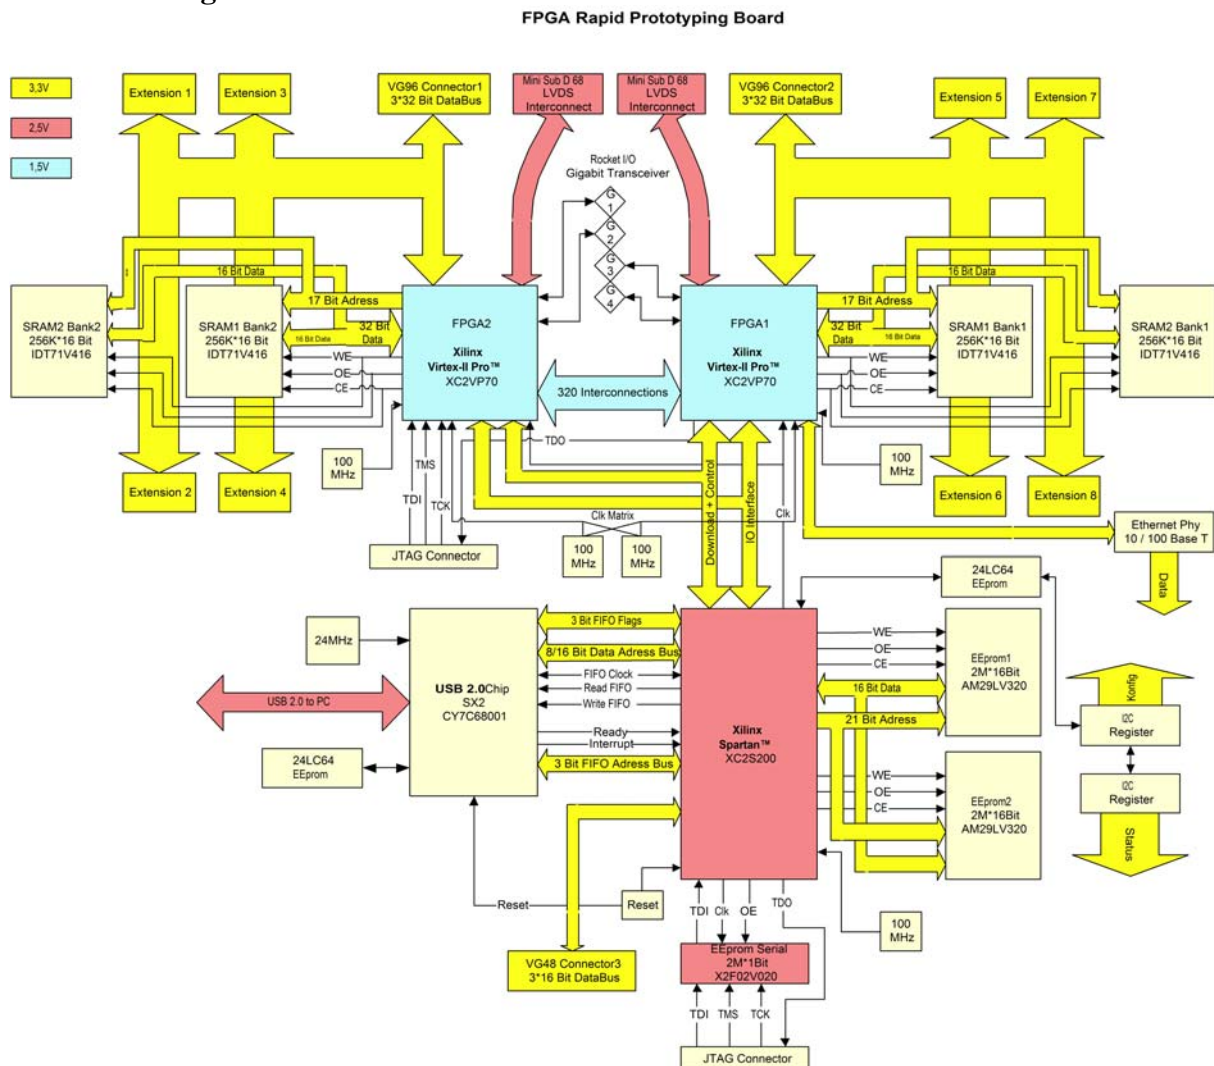 FPGA Rapid Prototyping Board
3,3V
2,5V
1,5V
Extension 1
Extension 3
VG96 Connector1
3*32 Bit DataBus
Mini Sub D 68
LVDS
Interconnect
Mini Sub D 68
LVDS
Interconnect
VG96 Connector2
3*32 Bit DataBus
Extension 5
Extension 7
Rocket I/O
Gigabit Transceiver
G
1
G
2
G
3
G
4
16 Bit Data
16 Bit Data
SRAM2 Bank2
256K*16 Bit
IDT71V416
SRAM1 Bank2
256K*16 Bit
IDT71V416
17 Bit Adress
16 Bit Data
32 Bit
Data
WE
OE
CE
FPGA2
Xilinx
Virtex-II Pro™
XC2VP70
320 Interconnections
FPGA1
Xilinx
Virtex-II Pro™
XC2VP70
17 Bit Adress
32 Bit
Data
16 Bit Data
WE
OE
CE
SRAM1 Bank1
256K*16 Bit
IDT71V416
SRAM2 Bank1
256K*16 Bit
IDT71V416
100
MHz
TDO
TMS
TDI
TCK
100
MHz
Extension 2
Extension 4
Extension 6
Extension 8
Clk Matrix
100
MHz
100
MHz
Download + Control
IO Interface
Clk
JTAG Connector
Ethernet Phy
10 / 100 Base T
Data
24LC64
EEprom
24MHz
USB 2.0 to PC
24LC64
EEprom
USB 2.0Chip
SX2
CY7C68001
3 Bit FIFO Flags
8/16 Bit Data Adress Bus
FIFO Clock
Read FIFO
Write FIFO
Ready
Interrupt
3 Bit FIFO Adress Bus
Xilinx
Spartan™
XC2S200
WE
OE
CE
16 Bit Data
21 Bit Adress
WE
OE
CE
EEprom1
2M*16Bit
AM29LV320
EEprom2
2M*16Bit
AM29LV320
Konfig
I2C
Register
I2C
Register
Status
Reset
Reset
TDI
Clk
OE
TDO
100
MHz
VG48 Connector3
3*16 Bit DataBus
EEprom Serial
2M*1Bit
X2F02V020
TDI
TMS
TCK
JTAG Connector